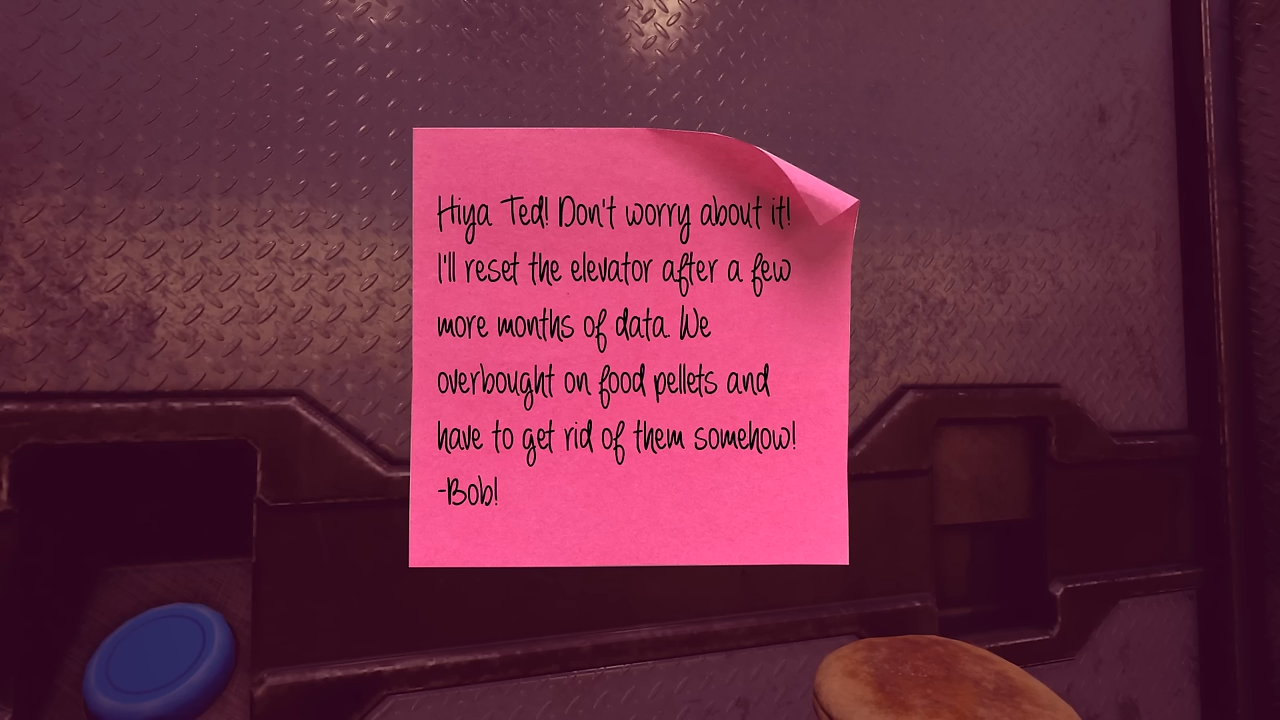 Hiya Ted! Don't worry about it!
I'll reset the elevator after a few
more months of data. We
overbought on food pellets and
have to get rid of them somehow!
-Bob!